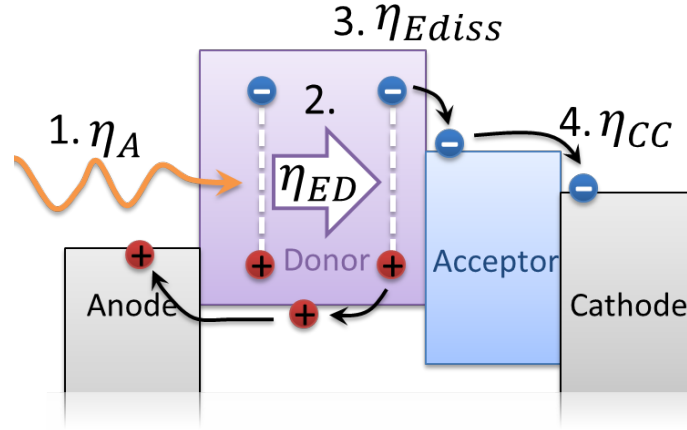 3. ηEdiss
1. ηA
2.
4. ηCC
ηED
Donor
Acceptor
Anode
Cathode